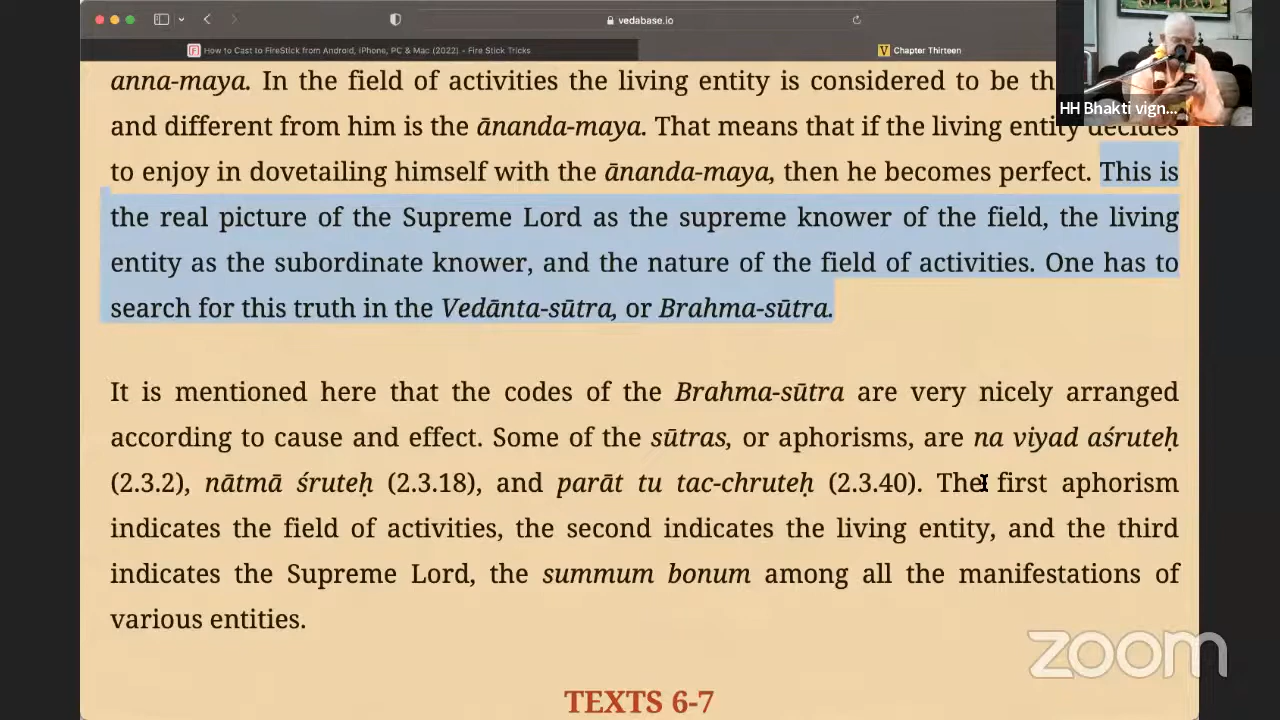 vedabase.io
How to Cast to FireStick from Android, iPhone, PC & Mac (2022) - Fire Stick Tricks
Chapter Thirteen
HH Bhakti vign...
anna-maya. In the field of activities the living entity is considered to be
and different from him is the ānanda-maya. That means that if the living entity decides
to enjoy in dovetailing himself with the ānanda-maya, then he becomes perfect. This is
the real picture of the Supreme Lord as the supreme knower of the field, the living
entity as the subordinate knower, and the nature of the field of activities. One has to
search for this truth in the Vedānta-sūtra, or Brahma-sūtra.
It is mentioned here that the codes of the Brahma-sūtra are very nicely arranged
according to cause and effect. Some of the sūtras, or aphorisms, are na viyad aśruteḥ
(2.3.2), nātmā śruteḥ (2.3.18), and parāt tu tac-chruteḥ (2.3.40). The first aphorism
indicates the field of activities, the second indicates the living entity, and the third
indicates the Supreme Lord, the summum bonum among all the manifestations of
various entities.
zoom
TEXTS 6-7